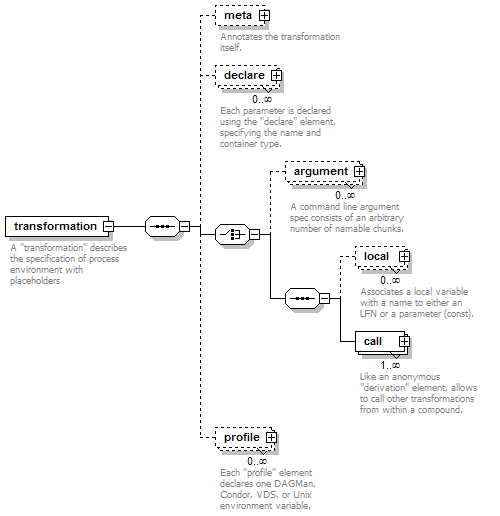 meta
Annotates the transformation
itself.
declare
0..∞
Each parameter is declared
using the "declare" element,
specifying the name and
container type.
argument
0..∞
A command line argument
spec consists of an arbitrary
number of namable chunks.
transformation
A "transformation" describes
the specification of process
environment with
placeholders
local
0..∞
Associates a local variable
with a name to either an
LFN or a parameter (const).
call
1..∞
Like an anonymous
"derivation" element, allows
to call other transformations
from within a compound.
profile
0..∞
Each "profile" element
declares one DAGMan,
Condor, VDS, or Unix
environment variable.